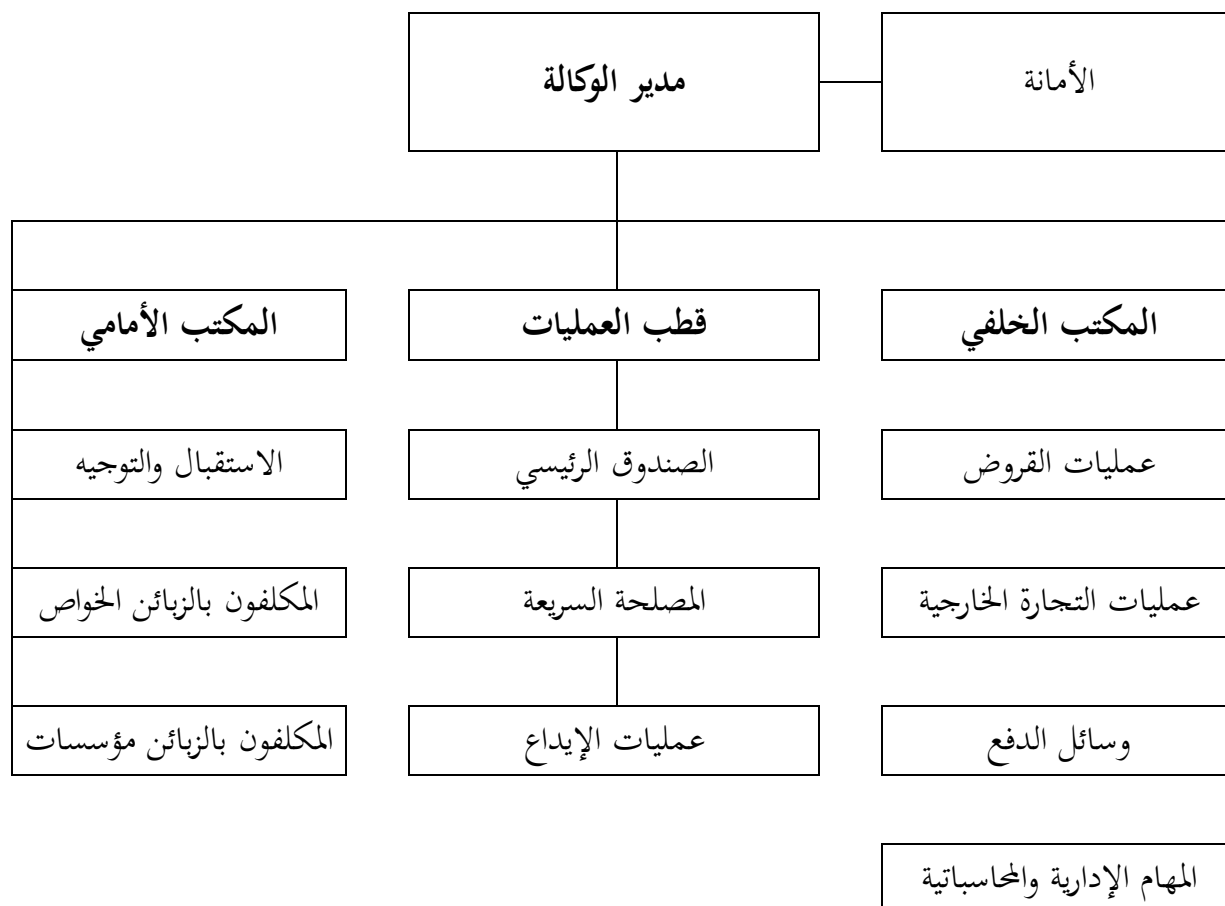 الأمانة
مدير الوكالة
المكتب الخلفي
قطب العمليات
المكتب الأمامي
عمليات القروض
الصندوق الرئيسي
الاستقبال والتوجيه
عمليات التجارة الخارجية
المصلحة السريعة
المكلفون بالزبائن الخواص
وسائل الدفع
عمليات الإيداع
المكلفون بالزبائن مؤسسات
المهام الإدارية والمحاسباتية